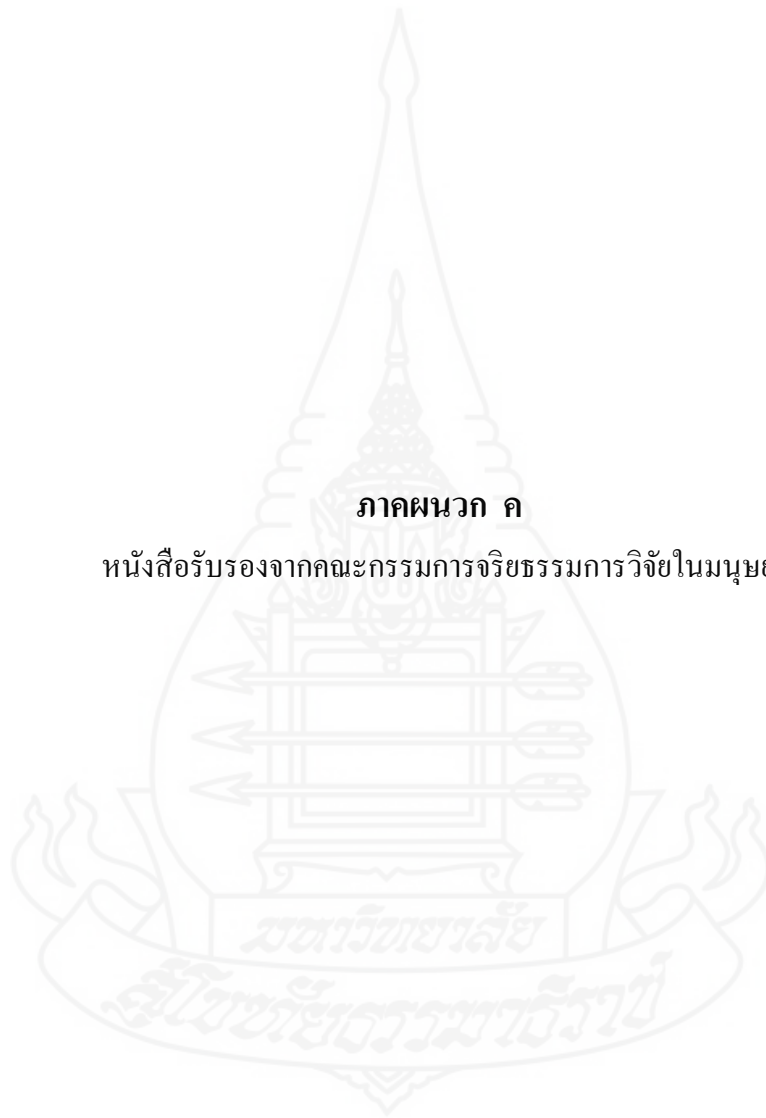 ภาคผนวก ค
หนังสือรับรองจากคณะกรรมการจริยธรรมการวิจัยในมนุษย
มหาวิทยาลัย
สุโขทัยธรรมาธิราช